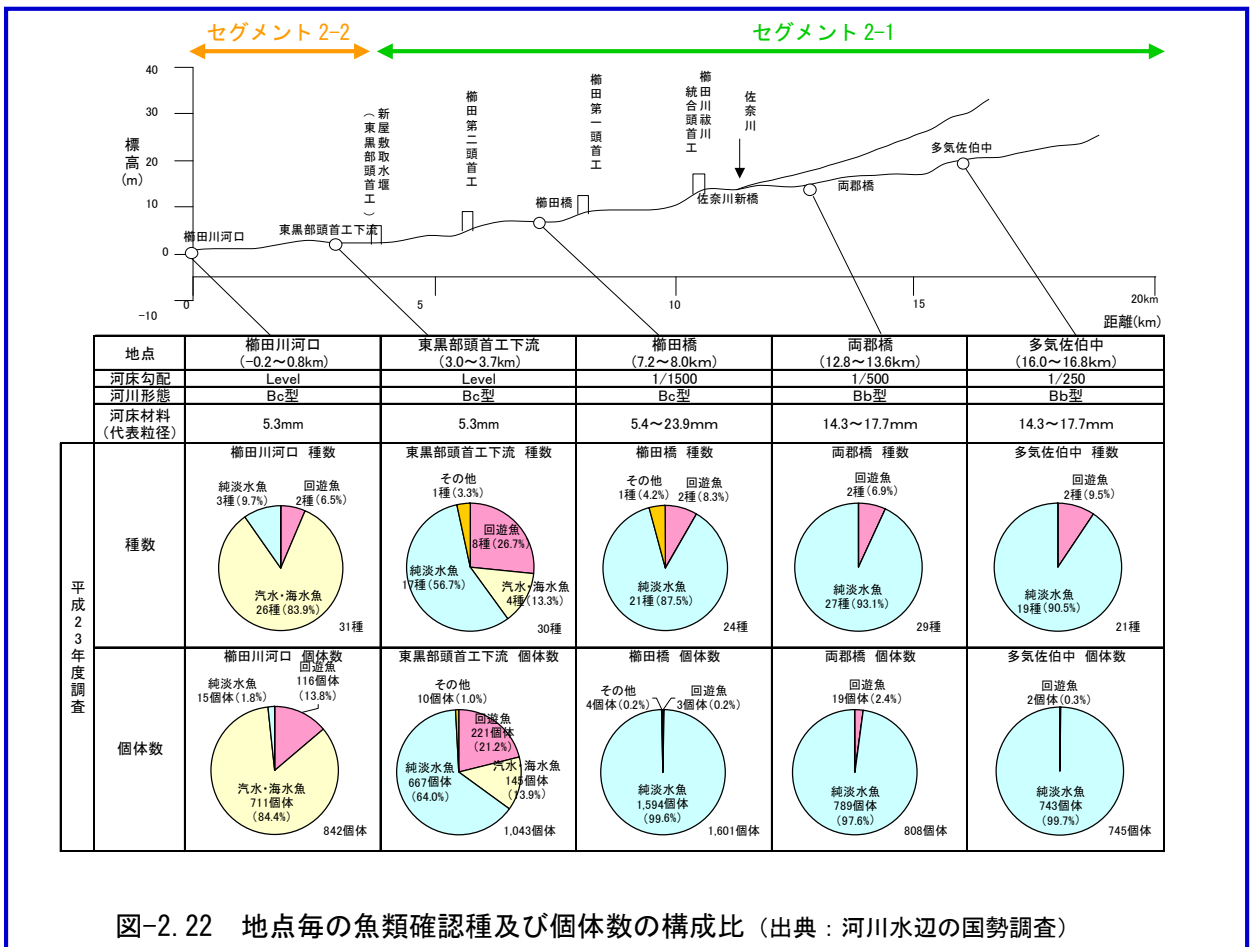 セグメント 2-2
セグメント 2-1
40
30
20
10
0
-10
標高(m)
新屋敷取水堰
(東黒部頭首工)
櫛田第二頭首工
櫛田第一頭首工
櫛田川祓川
統合頭首工
佐奈川
櫛田川河口
東黒部頭首工下流
櫛田橋
佐奈川新橋
両郡橋
多気佐伯中
0
5
10
15
20km
距離(km)
地点
櫛田川河口
(-0.2～0.8km)
東黒部頭首工下流
(3.0～3.7km)
櫛田橋
(7.2～8.0km)
両郡橋
(12.8～13.6km)
多気佐伯中
(16.0～16.8km)
河床勾配
Level
Level
1/1500
1/500
1/250
河川形態
Bc型
Bc型
Bc型
Bb型
Bb型
河床材料
(代表粒径)
5.3mm
5.3mm
5.4～23.9mm
14.3～17.7mm
14.3～17.7mm
平成23年度調査
種数
櫛田川河口 種数
純淡水魚
3種(9.7%)
回遊魚
2種(6.5%)
汽水・海水魚
26種(83.9%)
31種
東黒部頭首工下流 種数
その他
1種(3.3%)
回遊魚
8種(26.7%)
純淡水魚
17種(56.7%)
汽水・海水魚
4種(13.3%)
30種
櫛田橋 種数
その他
1種(4.2%)
回遊魚
2種(8.3%)
純淡水魚
21種(87.5%)
24種
両郡橋 種数
回遊魚
2種(6.9%)
純淡水魚
27種(93.1%)
29種
多気佐伯中 種数
回遊魚
2種(9.5%)
純淡水魚
19種(90.5%)
21種
個体数
櫛田川河口 個体数
純淡水魚
15個体(1.8%)
回遊魚
116個体
(13.8%)
汽水・海水魚
711個体
(84.4%)
842個体
東黒部頭首工下流 個体数
その他
10個体(1.0%)
回遊魚
221個体
(21.2%)
純淡水魚
667個体
(64.0%)
汽水・海水魚
145個体
(13.9%)
1,043個体
櫛田橋 個体数
その他
4個体(0.2%)
回遊魚
3個体(0.2%)
純淡水魚
1,594個体
(99.6%)
1,601個体
両郡橋 個体数
回遊魚
19個体(2.4%)
純淡水魚
789個体
(97.6%)
808個体
多気佐伯中 個体数
回遊魚
2個体(0.3%)
純淡水魚
743個体
(99.7%)
745個体
図-2.22 地点毎の魚類確認種及び個体数の構成比(出典:河川水辺の国勢調査)